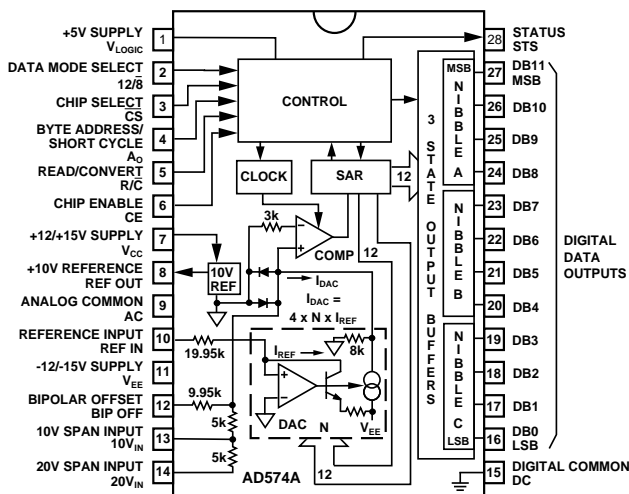 +5V SUPPLY
VLOGIC
1
DATA MODE SELECT
12/8̅
2
CHIP SELECT
C̅S̅
3
BYTE ADDRESS/
SHORT CYCLE
AO
4
READ/CONVERT
R/C̅
5
CHIP ENABLE
CE
6
+12/+15V SUPPLY
VCC
7
+10V REFERENCE
REF OUT
8
ANALOG COMMON
AC
9
REFERENCE INPUT
REF IN
10
-12/-15V SUPPLY
VEE
11
BIPOLAR OFFSET
BIP OFF
12
10V SPAN INPUT
10VIN
13
20V SPAN INPUT
20VIN
14
CONTROL
CLOCK
SAR
12
3k
COMP
12
10V
REF
IDAC
IDAC =
4 x N x IREF
19.95k
IREF
8k
9.95k
5k
5k
DAC
N
VEE
12
AD574A
3 STATE OUTPUT BUFFERS
MSB
NIBBLE A
NIBBLE B
NIBBLE C
LSB
28
STATUS
STS
27
DB11
MSB
26
DB10
25
DB9
24
DB8
23
DB7
22
DB6
21
DB5
20
DB4
19
DB3
18
DB2
17
DB1
16
DB0
LSB
15
DIGITAL COMMON
DC
DIGITAL
DATA
OUTPUTS